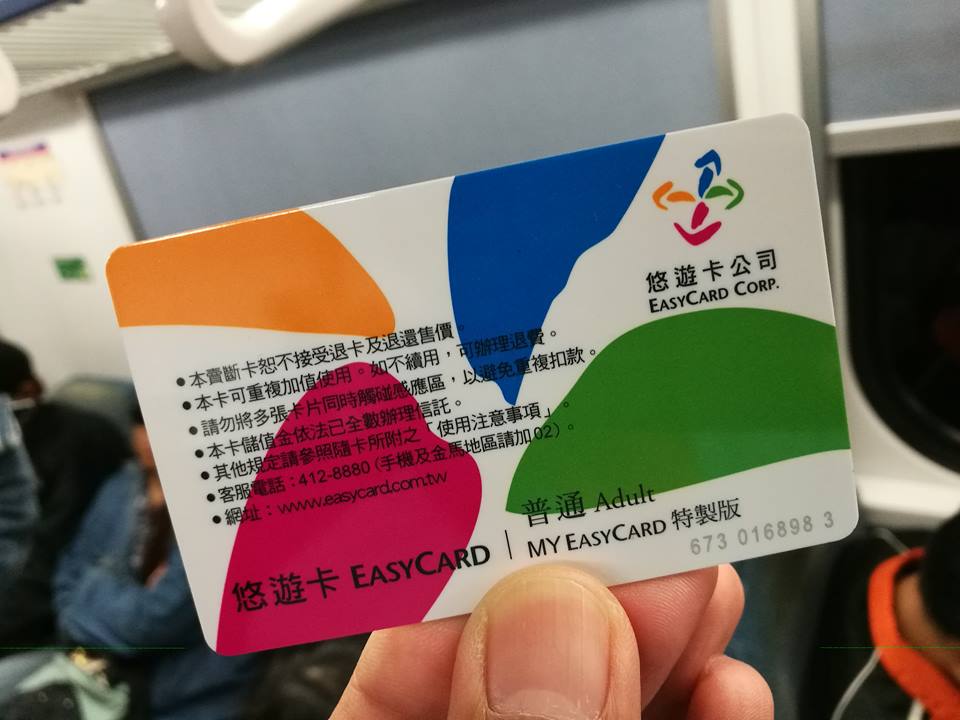 悠遊卡公司
EASYCARD CORP.
●本賣斷卡恕不接受退卡及退還售價。
●本卡可重複加值使用。如不續用，可辦理退費。
●請勿將多張卡片同時觸碰感應區，以避免重複扣款。
●本卡儲值金依法已全數辦理信託。
●其他規定請參照隨卡所附之「使用注意事項」。
●客服電話：412-8880 (手機及金馬地區請加02)。
●網址：www.easycard.com.tw
悠遊卡 EASYCARD
普通 Adult
MY EASYCARD 特製版
673 016898 3